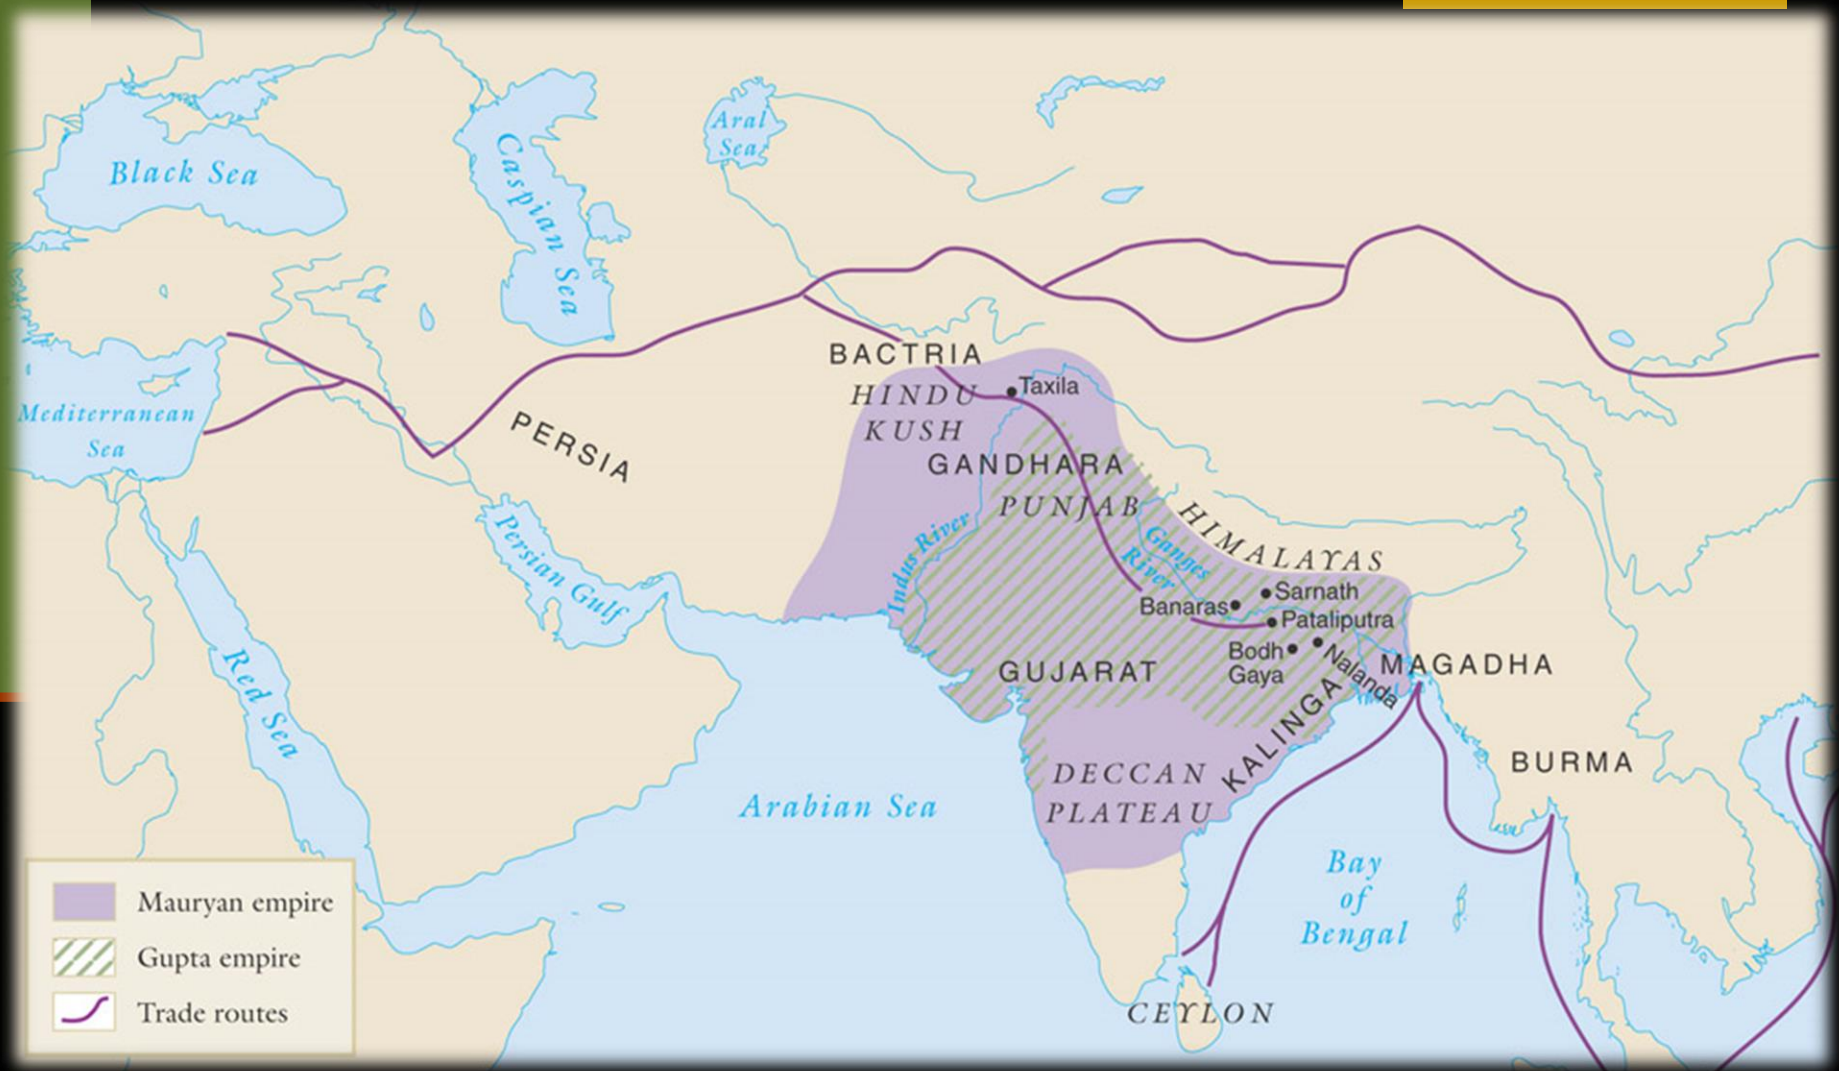 Aral
Sea
Black Sea
Caspian Sea
BACTRIA
HINDU
KUSH
Taxila
Mediterranean
Sea
PERSIA
GANDHARA
PUNJAB
HIMALAYAS
Persian Gulf
Indus River
Ganges
River
Sarnath
Banaras
Pataliputra
Bodh
Gaya
Nalanda
MAGADHA
GUJARAT
KALINGA
Red Sea
BURMA
DECCAN
PLATEAU
Arabian Sea
Bay
of
Bengal
CEYLON
Mauryan empire
Gupta empire
Trade routes